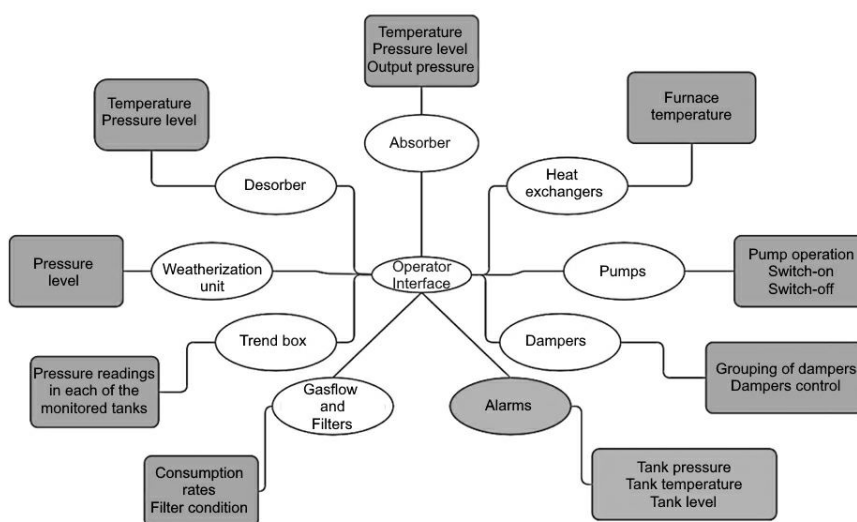 Temperature
Pressure level
Output pressure
Temperature
Pressure level
Furnace
temperature
Absorber
Desorber
Heat
exchangers
Pressure
level
Weatherization
unit
Operator
Interface
Pumps
Pump operation
Switch-on
Switch-off
Trend box
Dampers
Pressure readings
in each of the
monitored tanks
Gasflow
and
Filters
Alarms
Grouping of dampers
Dampers control
Consumption
rates
Filter condition
Tank pressure
Tank temperature
Tank level